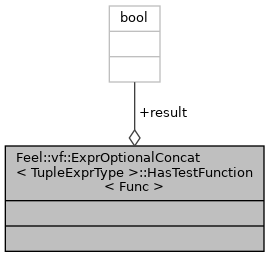 bool
+result
Feel::vf::ExprOptionalConcat
< TupleExprType >::HasTestFunction
< Func >